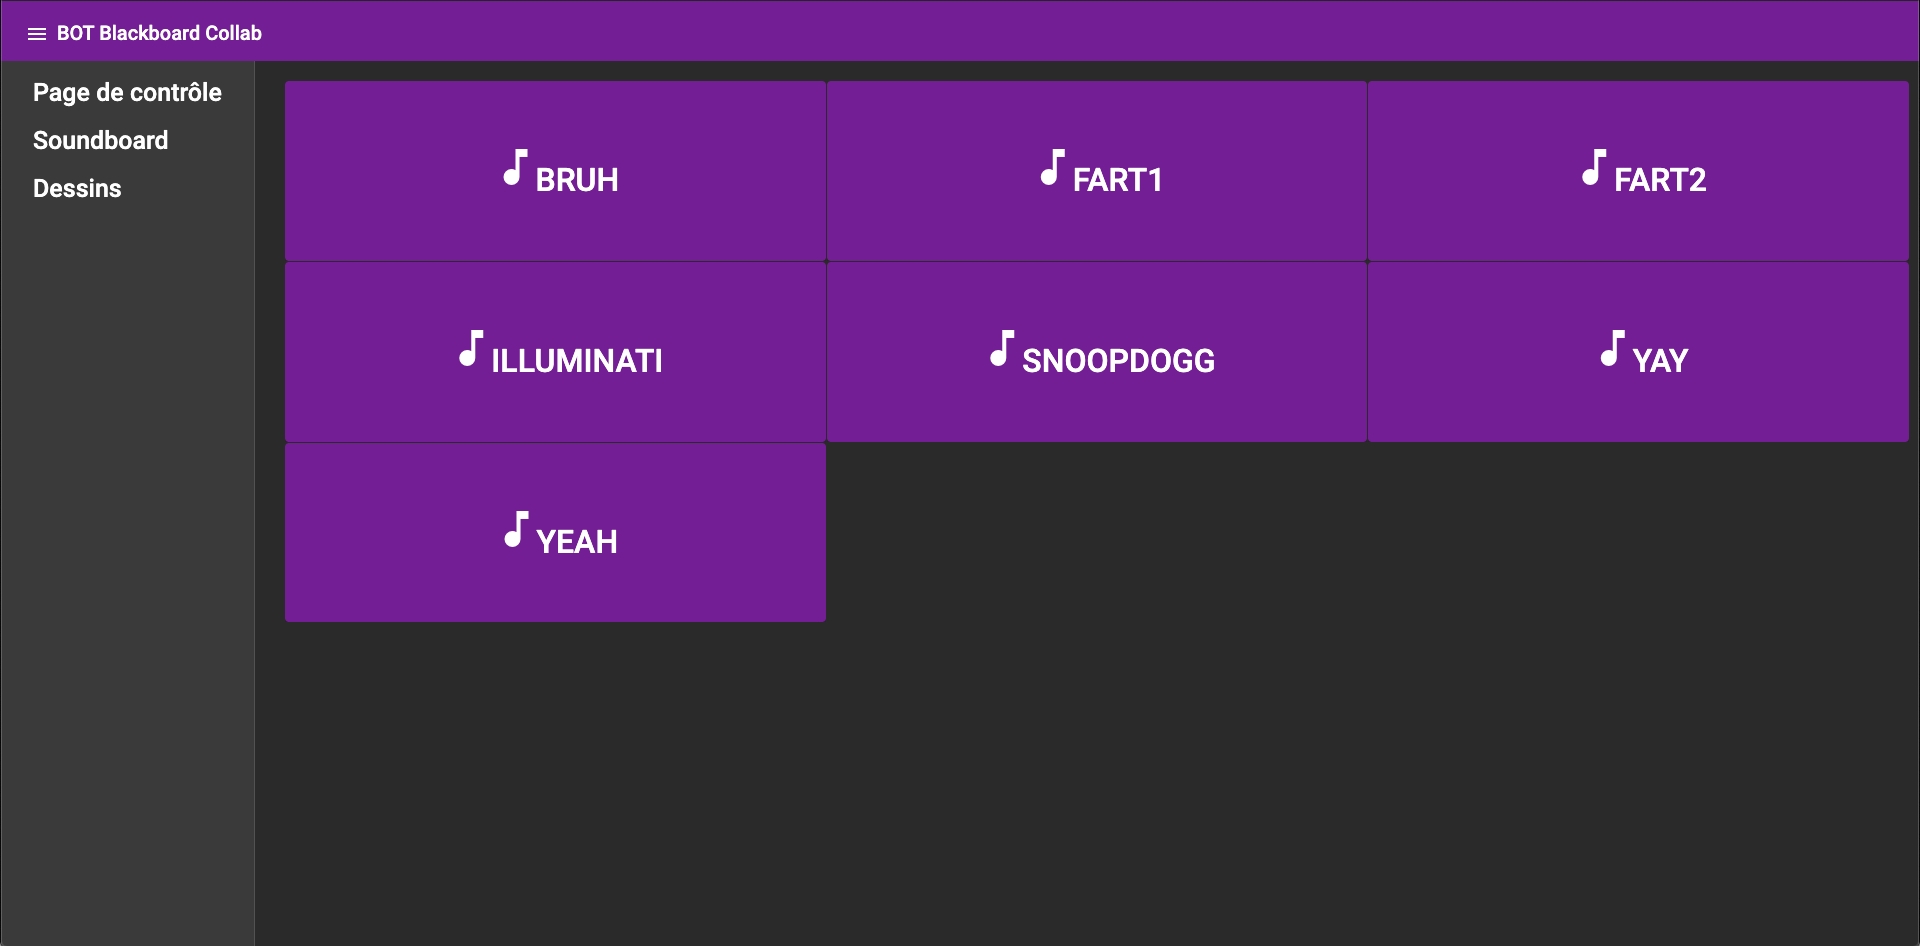 BOT Blackboard Collab
Page de contrôle
Soundboard
Dessins
BRUH
FART1
FART2
ILLUMINATI
SNOOPDOGG
YAY
YEAH